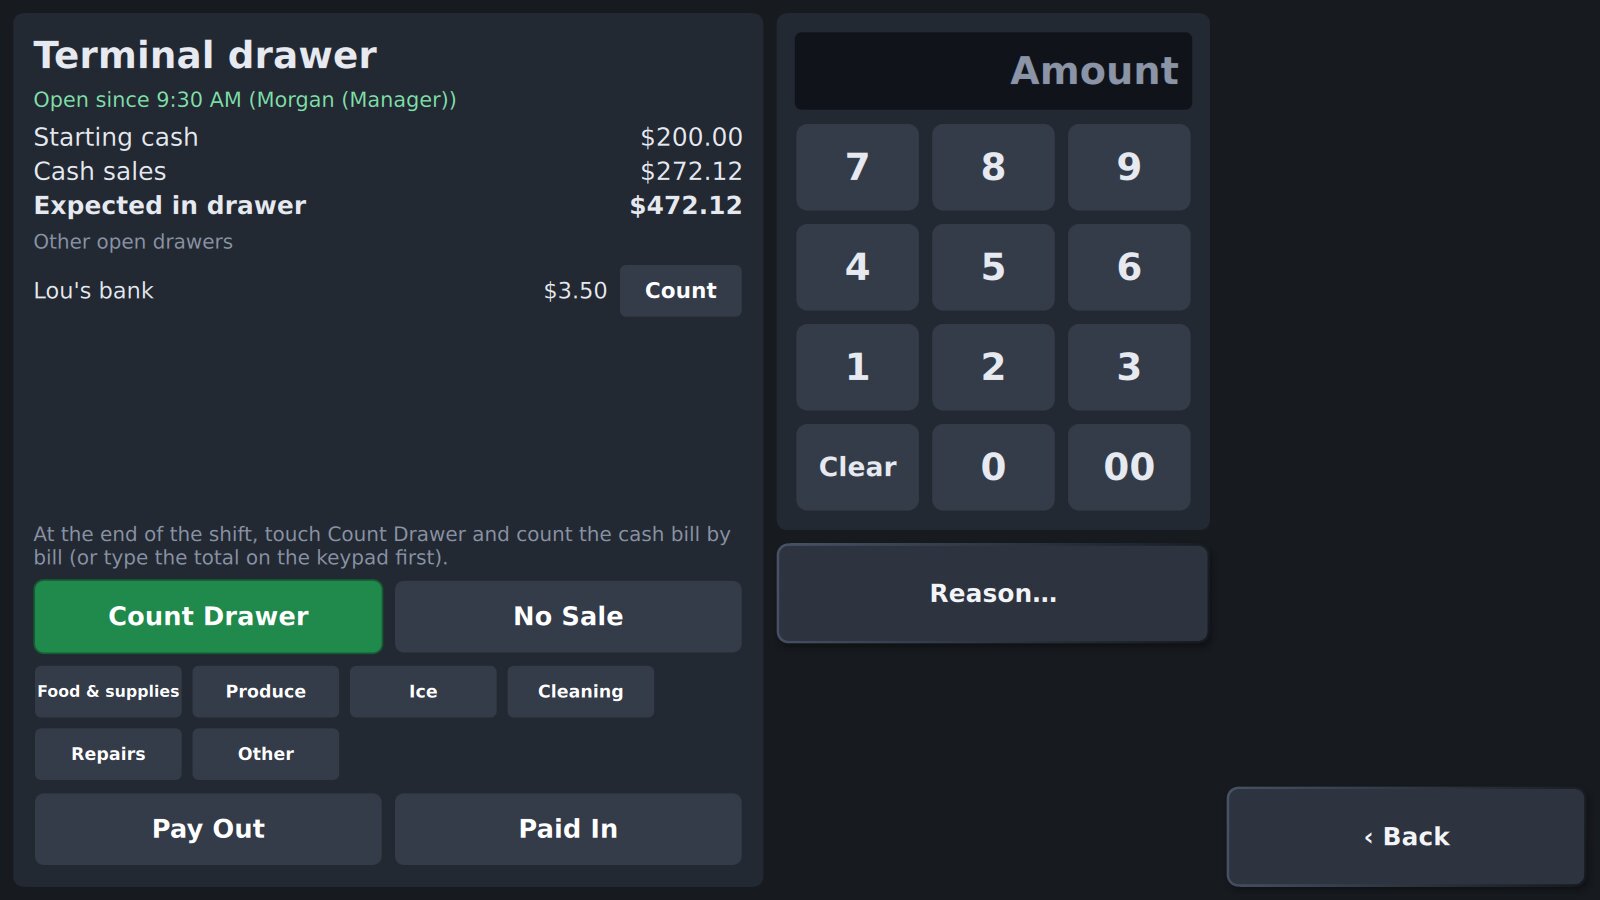 Terminal drawer
Open since 9:30 AM (Morgan (Manager))
Starting cash $200.00
Cash sales $272.12
Expected in drawer $472.12
Other open drawers
Lou's bank $3.50 Count
At the end of the shift, touch Count Drawer and count the cash bill by
bill (or type the total on the keypad first).
Count Drawer No Sale
Food & supplies Produce Ice Cleaning
Repairs Other
Pay Out Paid In
Amount
7 8 9
4 5 6
1 2 3
Clear 0 00
Reason…
‹ Back